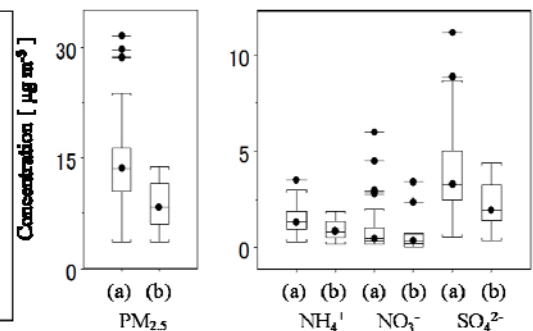 Concentration [ μg m⁻³ ]
30
15
0
10
5
0
(a) (b) (a) (b) (a) (b) (a) (b)
PM₂.₅ NH₄⁺ NO₃⁻ SO₄²⁻